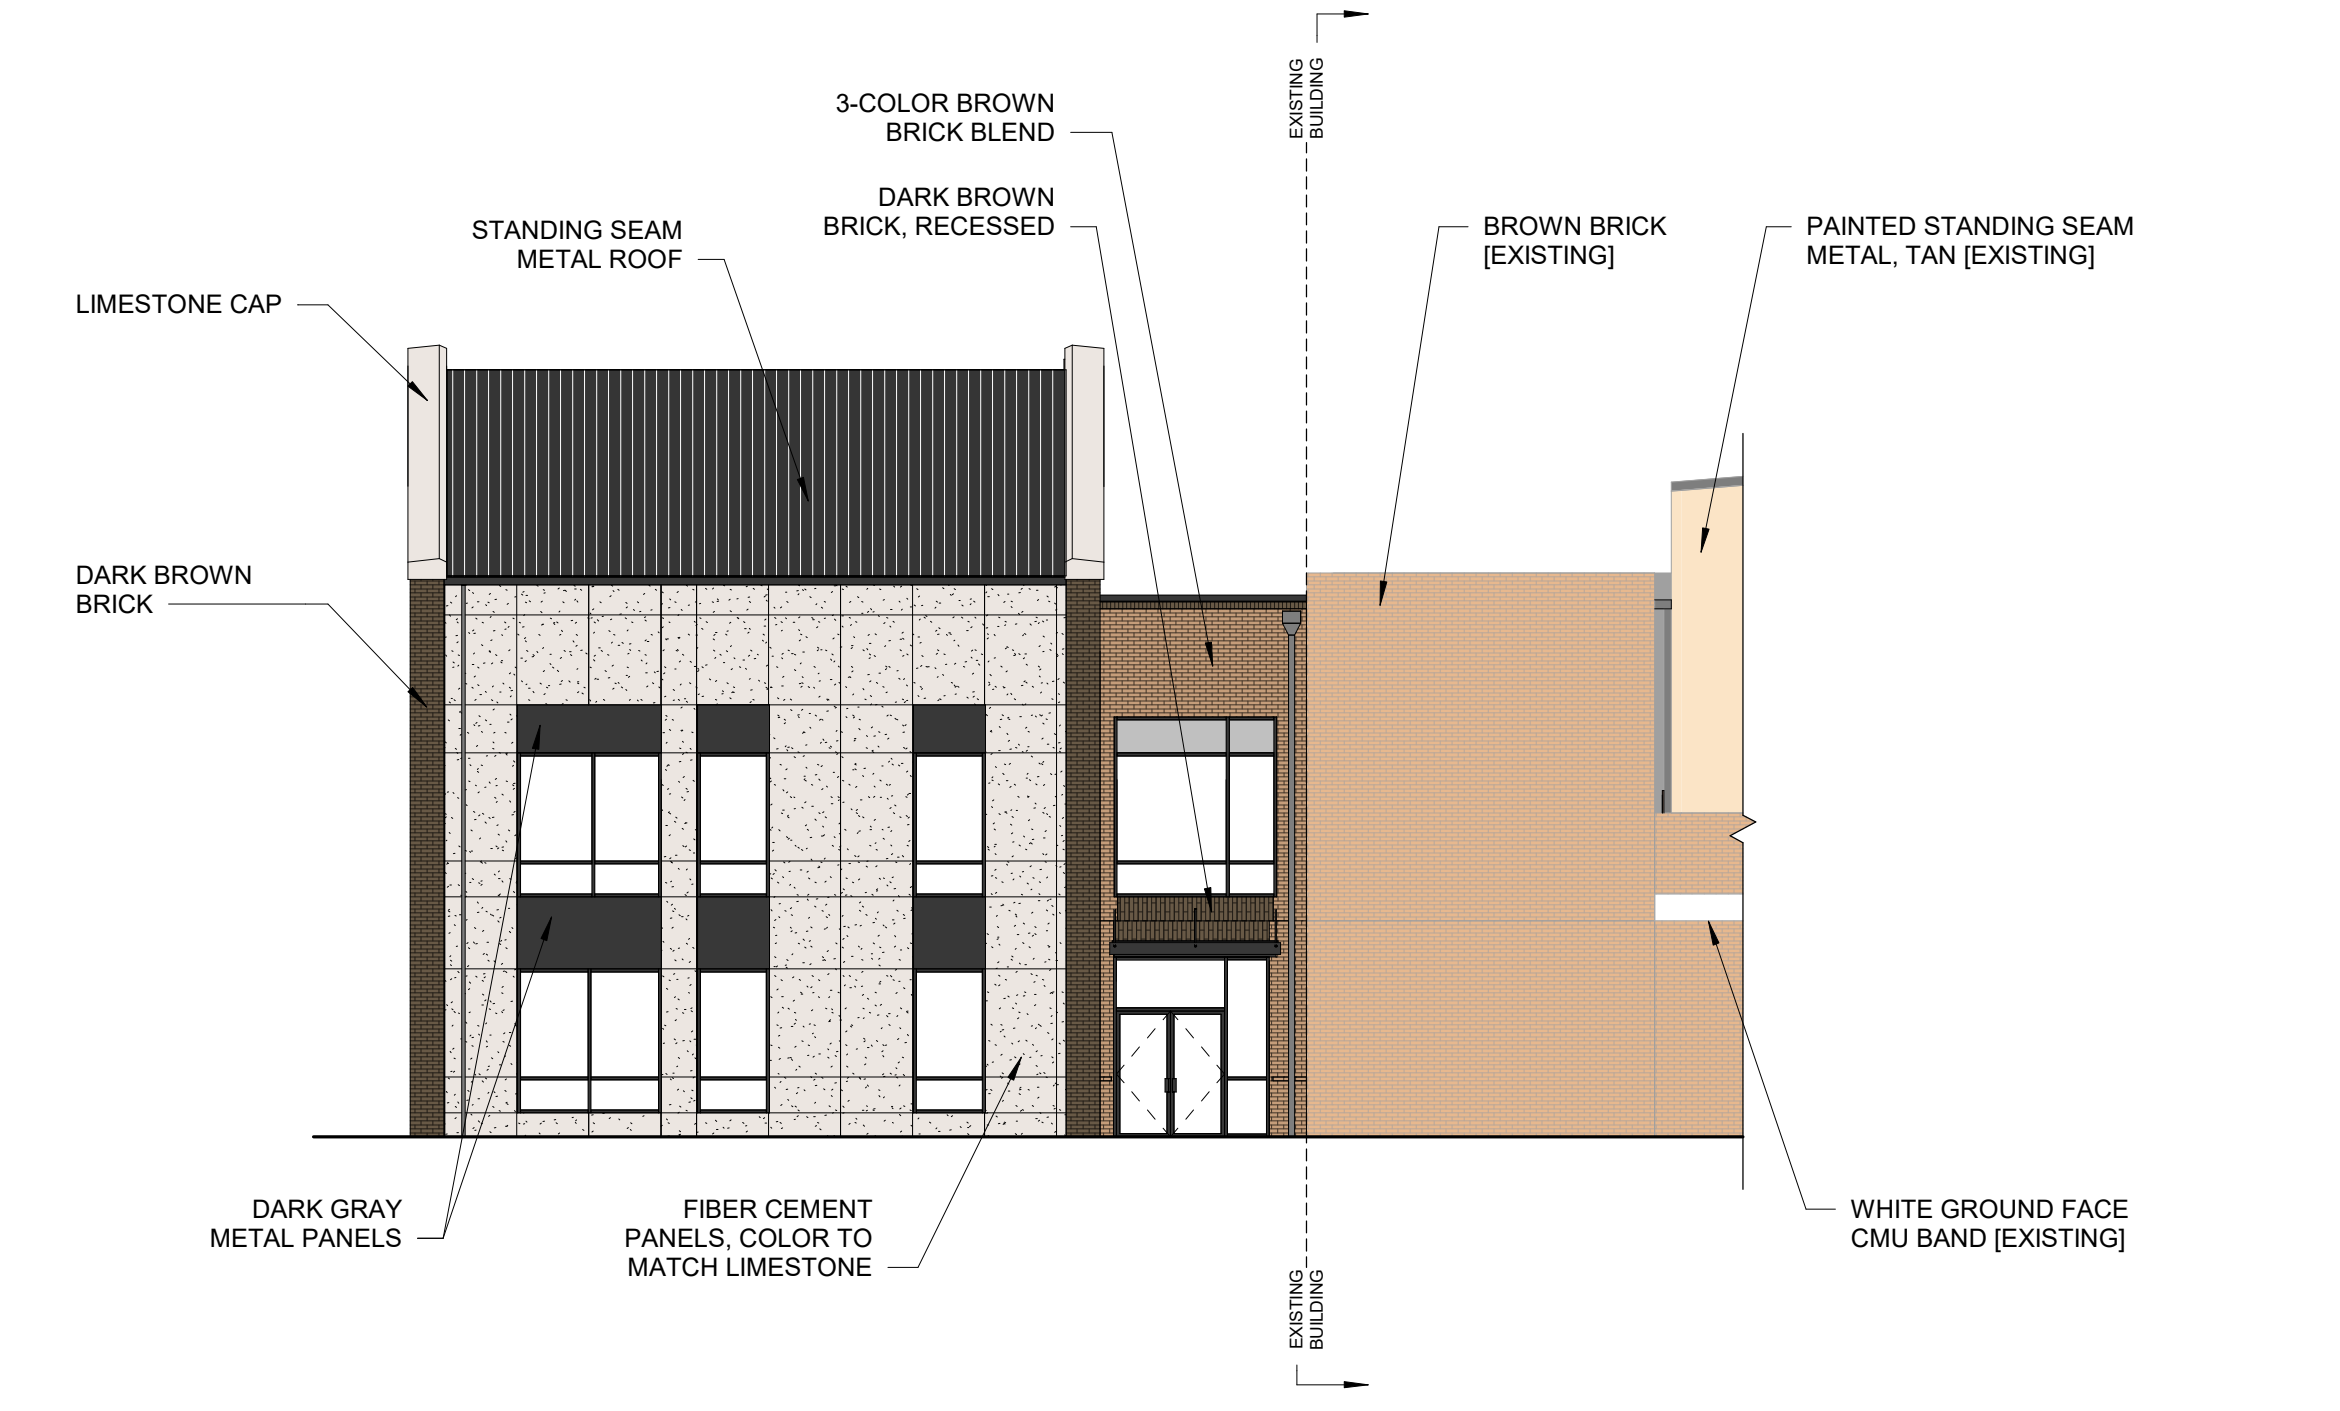 EXISTING
BUILDING
3-COLOR BROWN
BRICK BLEND
DARK BROWN
BRICK, RECESSED
STANDING SEAM
METAL ROOF
BROWN BRICK
[EXISTING]
PAINTED STANDING SEAM
METAL, TAN [EXISTING]
LIMESTONE CAP
DARK BROWN
BRICK
DARK GRAY
METAL PANELS
FIBER CEMENT
PANELS, COLOR TO
MATCH LIMESTONE
WHITE GROUND FACE
CMU BAND [EXISTING]
EXISTING
BUILDING